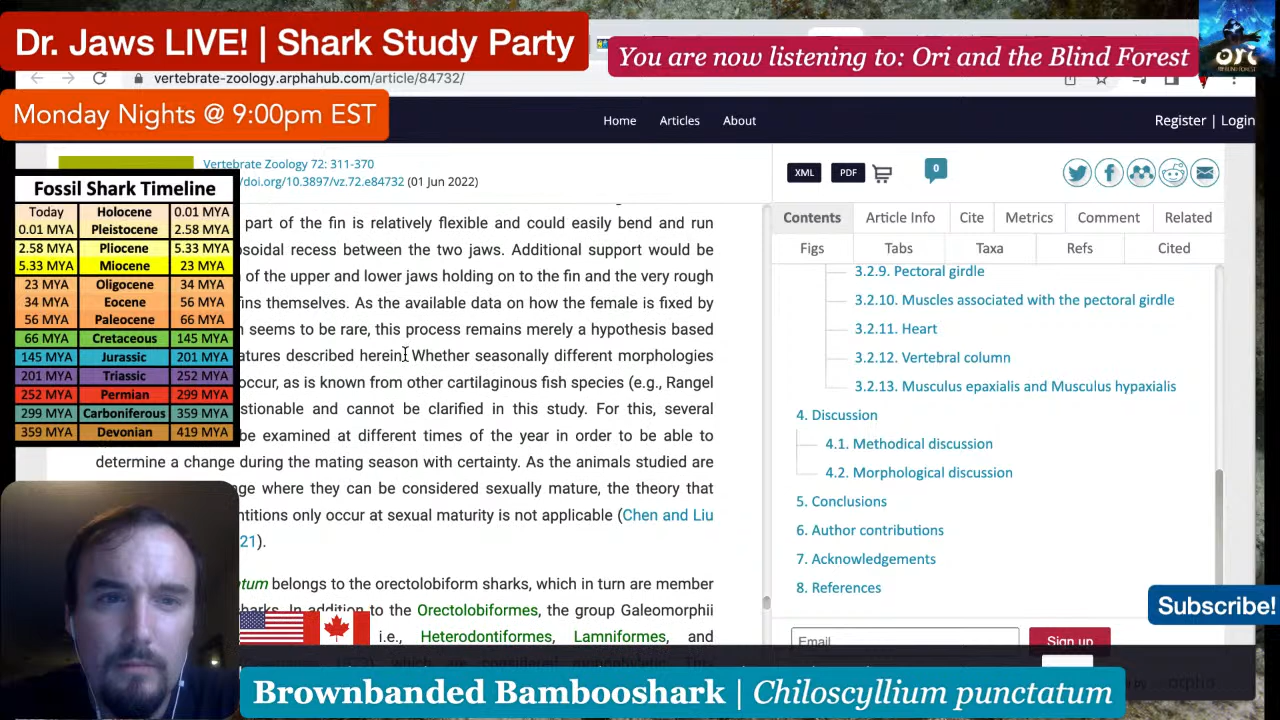 Dr. Jaws LIVE! | Shark Study Party
You are now listening to: Ori and the Blind Forest
ori
vertebrate-zoology.arphahub.com/article/84732/
Monday Nights @ 9:00pm EST
Home Articles About
Register | Login
Vertebrate Zoology 72: 311-370
/doi.org/10.3897/vz.72.e84732 (01 Jun 2022)
XML PDF 0
Fossil Shark Timeline
Today Holocene 0.01 MYA
0.01 MYA Pleistocene 2.58 MYA
2.58 MYA Pliocene 5.33 MYA
5.33 MYA Miocene 23 MYA
23 MYA Oligocene 34 MYA
34 MYA Eocene 56 MYA
56 MYA Paleocene 66 MYA
66 MYA Cretaceous 145 MYA
145 MYA Jurassic 201 MYA
201 MYA Triassic 252 MYA
252 MYA Permian 299 MYA
299 MYA Carboniferous 359 MYA
359 MYA Devonian 419 MYA
part of the fin is relatively flexible and could easily bend and run
soidal recess between the two jaws. Additional support would be
of the upper and lower jaws holding on to the fin and the very rough
ins themselves. As the available data on how the female is fixed by
seems to be rare, this process remains merely a hypothesis based
atures described herein. Whether seasonally different morphologies
occur, as is known from other cartilaginous fish species (e.g., Rangel
stionable and cannot be clarified in this study. For this, several
be examined at different times of the year in order to be able to
determine a change during the mating season with certainty. As the animals studied are
ge where they can be considered sexually mature, the theory that
ntitions only occur at sexual maturity is not applicable (Chen and Liu
21).
tum belongs to the orectolobiform sharks, which in turn are member
harks. In addition to the Orectolobiformes, the group Galeomorphii
i.e., Heterodontiformes, Lamniformes, and
Contents Article Info Cite Metrics Comment Related
Figs Tabs Taxa Refs Cited
3.2.9. Pectoral girdle
3.2.10. Muscles associated with the pectoral girdle
3.2.11. Heart
3.2.12. Vertebral column
3.2.13. Musculus epaxialis and Musculus hypaxialis
4. Discussion
4.1. Methodical discussion
4.2. Morphological discussion
5. Conclusions
6. Author contributions
7. Acknowledgements
8. References
Subscribe!
Email Sign up
Brownbanded Bambooshark | Chiloscyllium punctatum